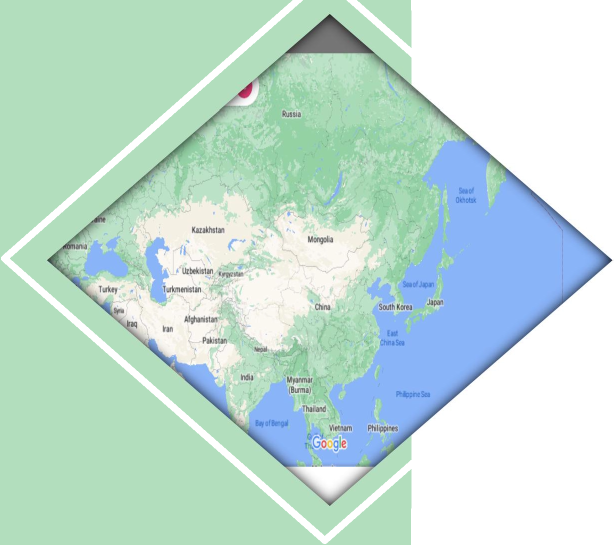 Russia
Sea of
Okhotsk
aine
Kazakhstan
Mongolia
omania
Uzbekistan
Kyrgyzstan
Turkey
Turkmenistan
Sea of Japan
Syria
China
South Korea
Japan
Iraq
Iran
Afghanistan
Pakistan
East
China Sea
Nepal
India
Myanmar
(Burma)
Philippine Sea
Thailand
Bay of Bengal
Vietnam
Philippines
Google